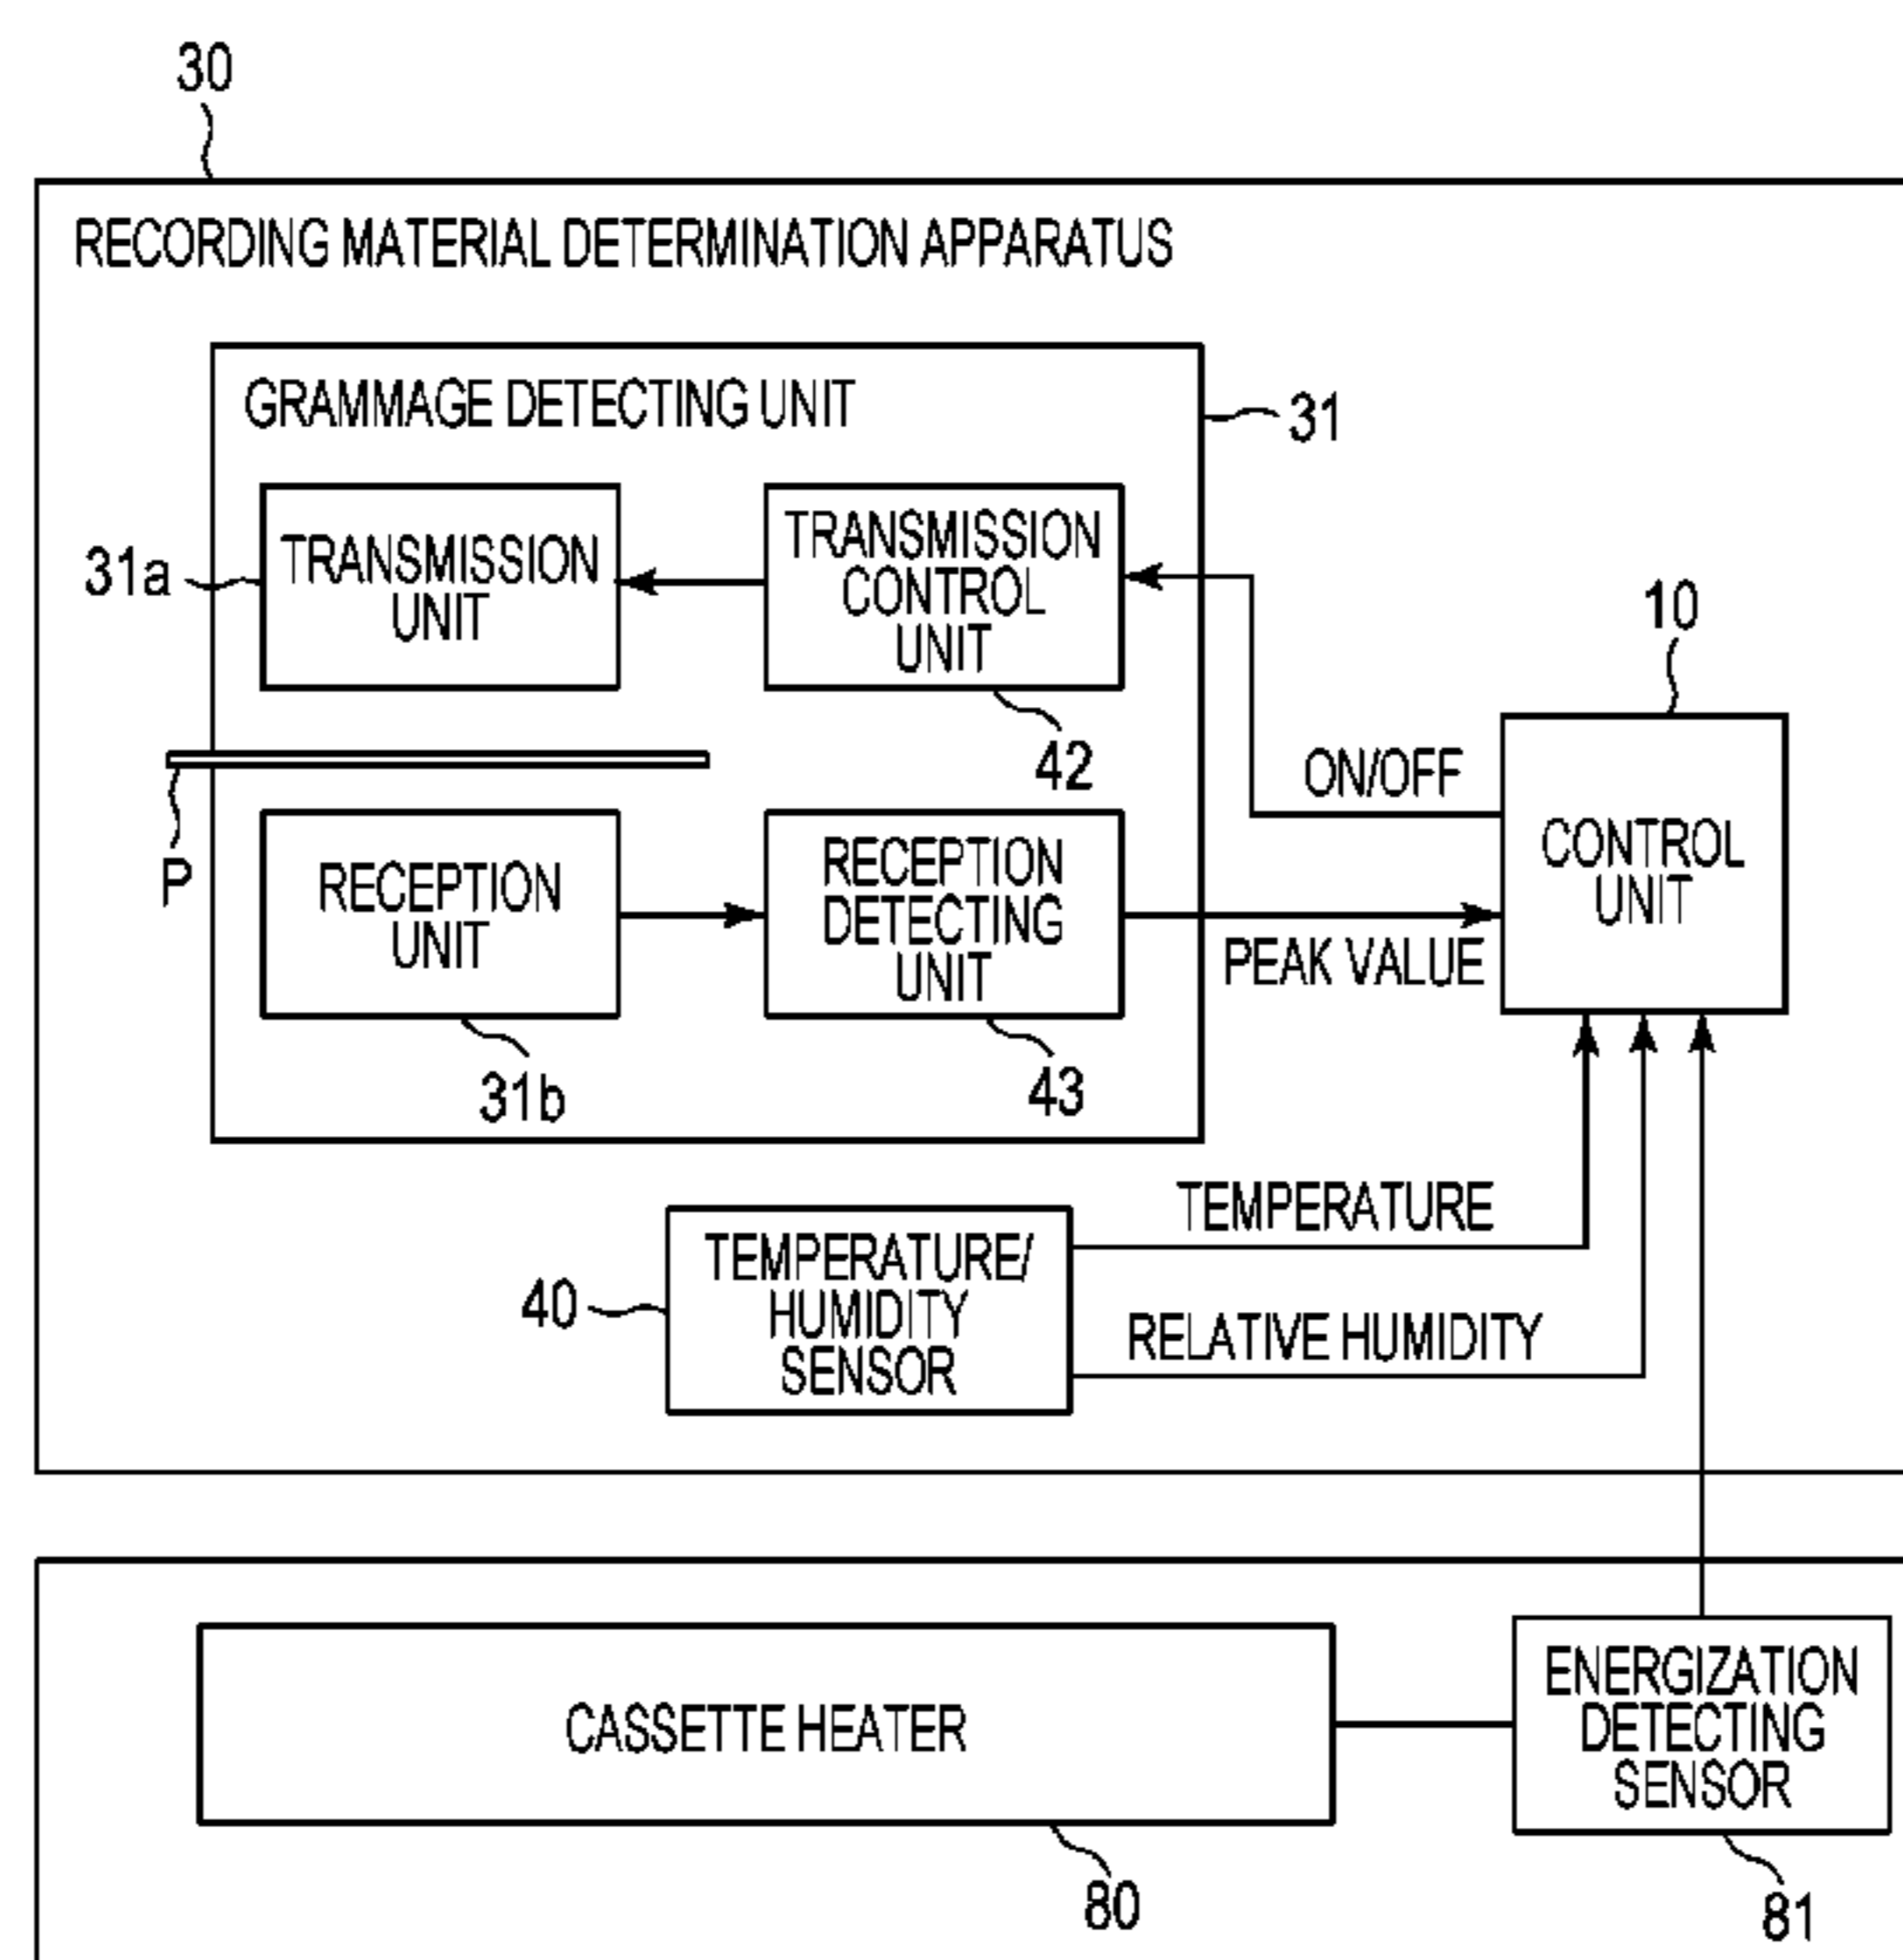 30
RECORDING MATERIAL DETERMINATION APPARATUS
GRAMMAGE DETECTING UNIT
31
31a
TRANSMISSION
UNIT
TRANSMISSION
CONTROL
UNIT
42
10
ON/OFF
CONTROL
UNIT
P
RECEPTION
UNIT
31b
RECEPTION
DETECTING
UNIT
43
PEAK VALUE
40
TEMPERATURE/
HUMIDITY
SENSOR
TEMPERATURE
RELATIVE HUMIDITY
CASSETTE HEATER
80
ENERGIZATION
DETECTING
SENSOR
81